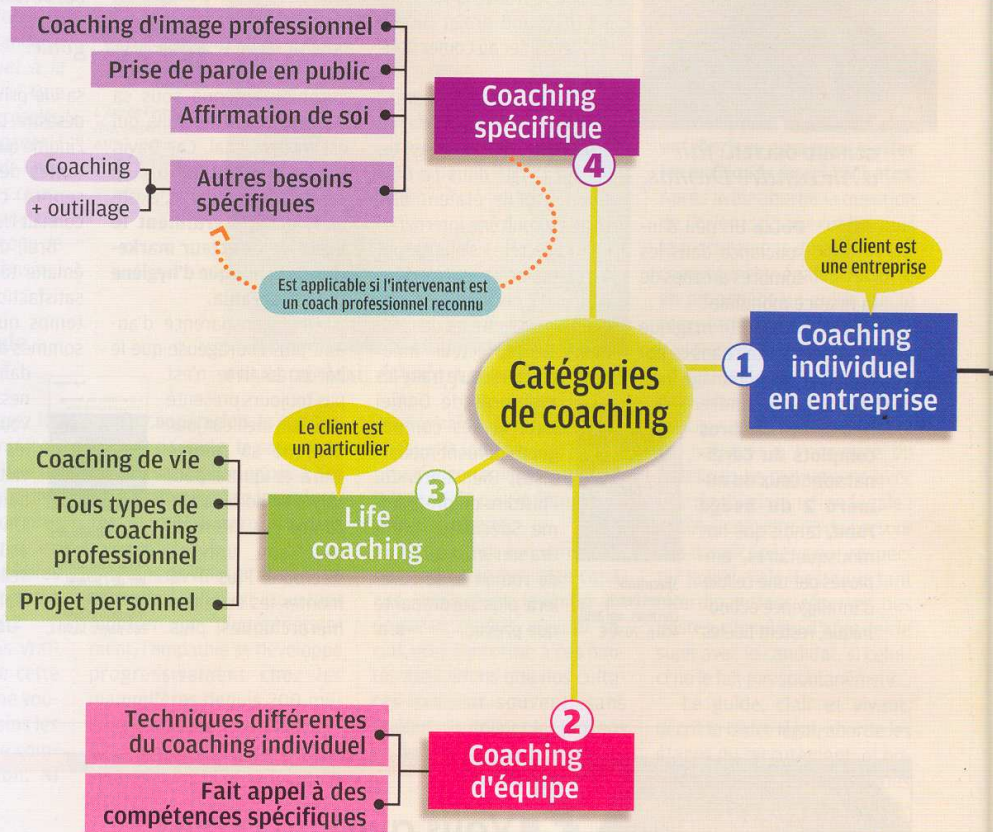 Coaching d'image professionnel
Prise de parole en public
Affirmation de soi
Autres besoins
spécifiques
Coaching
+ outillage
Coaching
spécifique
4
Est applicable si l'intervenant est
un coach professionnel reconnu
Le client est
une entreprise
1
Coaching
individuel
en entreprise
Catégories
de coaching
Le client est
un particulier
3
Life
coaching
Coaching de vie
Tous types de
coaching
professionnel
Projet personnel
2
Coaching
d'équipe
Techniques différentes
du coaching individuel
Fait appel à des
compétences spécifiques